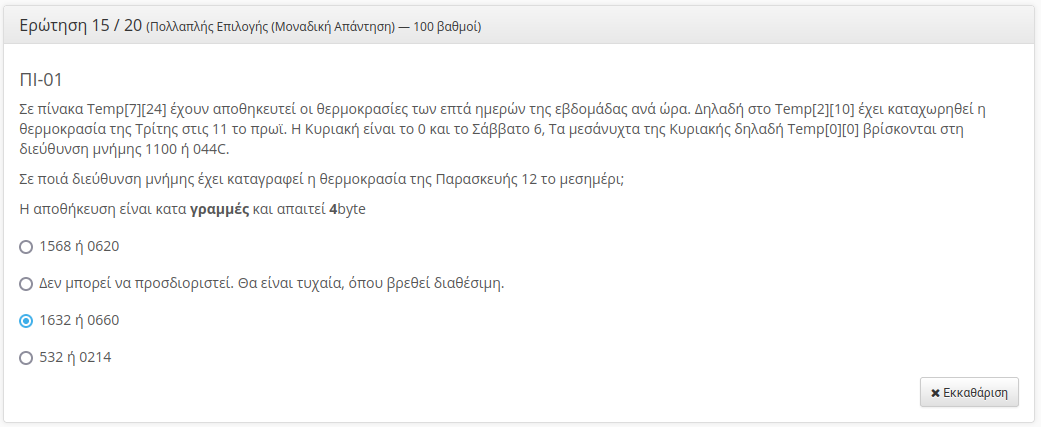 Ερώτηση 15 / 20 (Πολλαπλής Επιλογής (Μοναδική Απάντηση) — 100 βαθμοί)
ΠΙ-01
Σε πίνακα Temp[7][24] έχουν αποθηκευτεί οι θερμοκρασίες των επτά ημερών της εβδομάδας ανά ώρα. Δηλαδή στο Temp[2][10] έχει καταχωρηθεί η
θερμοκρασία της Τρίτης στις 11 το πρωϊ. Η Κυριακή είναι το 0 και το Σάββατο 6, Τα μεσάνυχτα της Κυριακής δηλαδή Temp[0][0] βρίσκονται στη
διεύθυνση μνήμης 1100 ή 044C.
Σε ποιά διεύθυνση μνήμης έχει καταγραφεί η θερμοκρασία της Παρασκευής 12 το μεσημέρι;
Η αποθήκευση είναι κατα γραμμές και απαιτεί 4byte
1568 ή 0620
Δεν μπορεί να προσδιοριστεί. Θα είναι τυχαία, όπου βρεθεί διαθέσιμη.
1632 ή 0660
532 ή 0214
✖ Εκκαθάριση